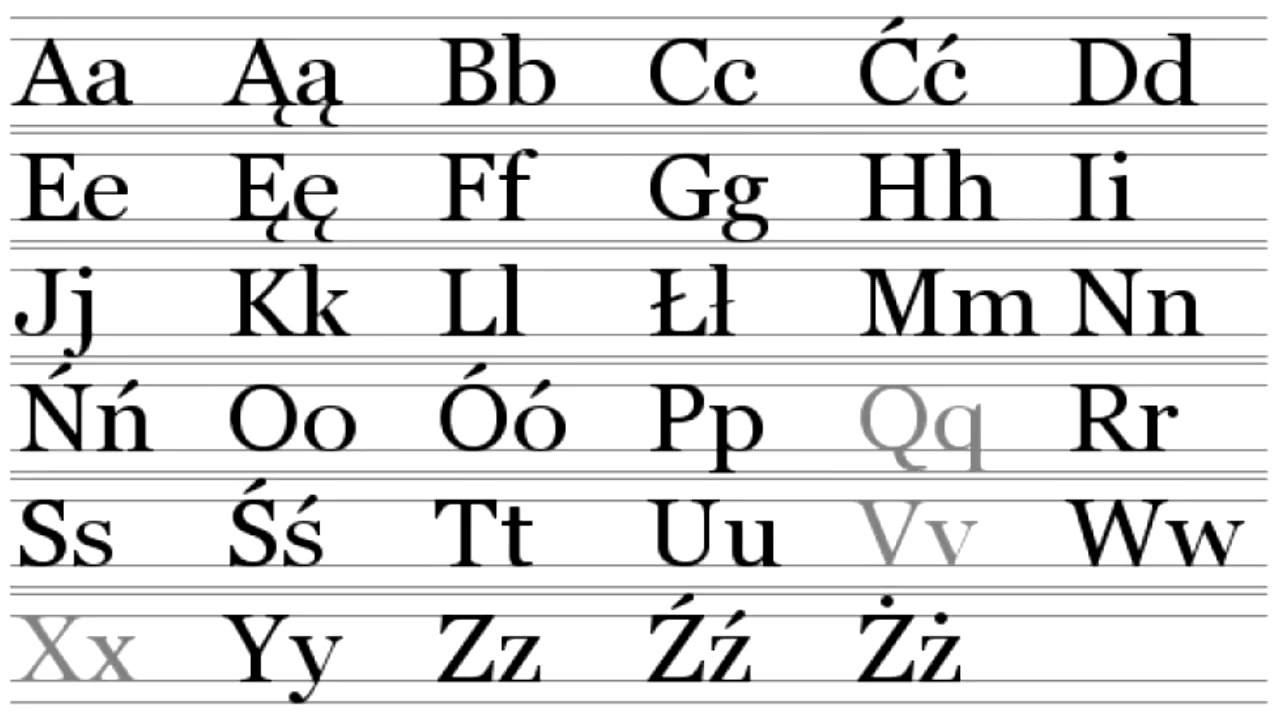 Aa Ąą Bb Cc Ćć Dd
Ee Ęę Ff Gg Hh Ii
Jj Kk Ll Łł Mm Nn
Ńń Oo Óó Pp Qq Rr
Ss Śś Tt Uu Vv Ww
Xx Yy Zz Źź Żż